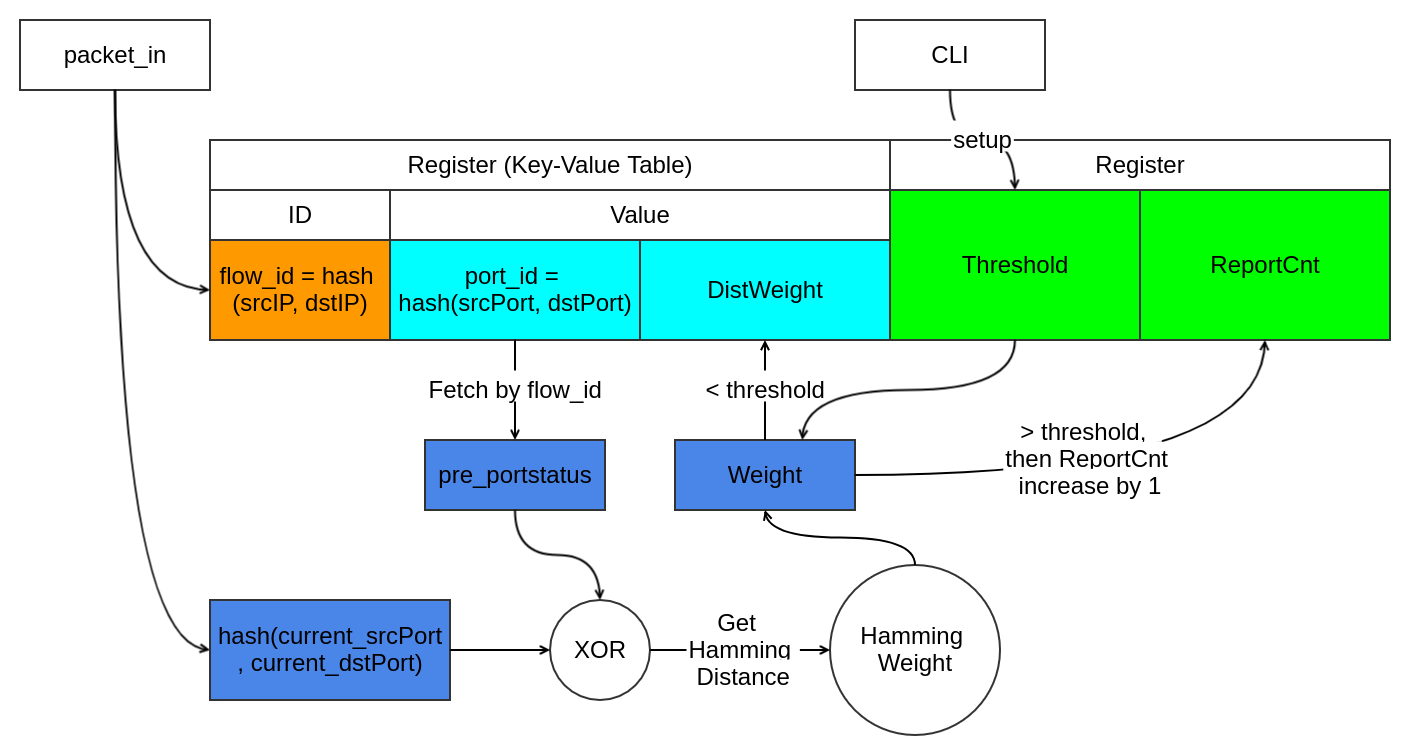 packet_in
CLI
setup
Register (Key-Value Table)
Register
ID
Value
flow_id = hash
(srcIP, dstIP)
port_id =
hash(srcPort, dstPort)
DistWeight
Threshold
ReportCnt
Fetch by flow_id
< threshold
> threshold,
then ReportCnt
increase by 1
pre_portstatus
Weight
hash(current_srcPort
, current_dstPort)
XOR
Get
Hamming
Distance
Hamming
Weight